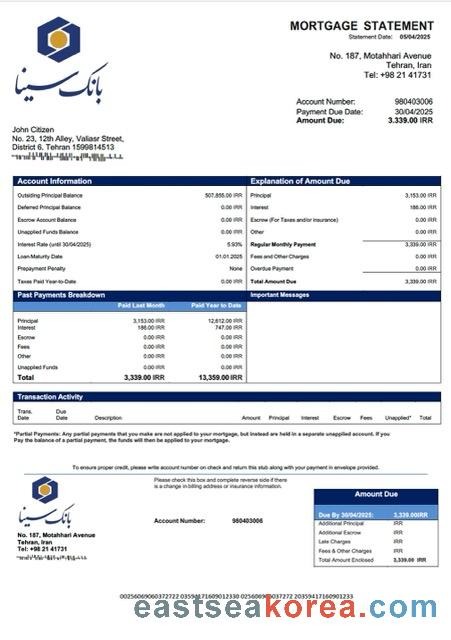 MORTGAGE STATEMENT
Statement Date: 05/04/2025
No. 187, Motahhari Avenue
Tehran, Iran
Tel: +98 21 41731
بانک سینا
Account Number: 980403006
Payment Due Date: 30/04/2025
Amount Due: 3.339.00 IRR
John Citizen
No. 23, 12th Alley, Valiasr Street,
District 6, Tehran 1599814513
Account Information
Outsiding Principal Balance 507,855.00 IRR
Deferred Principal Balance 0.00 IRR
Escrow Account Balance 0.00 IRR
Unapplied Funds Balance 0.00 IRR
Interest Rate (until 30/04/2025) 5.93%
Loan Maturity Date 01.01.2025
Prepayment Penalty None
Taxes Paid Year-to-Date 0.00 IRR
Explanation of Amount Due
Principal 3,153.00 IRR
Interest 186.00 IRR
Escrow (For Taxes and/or insurance) 0.00 IRR
Other 0.00 IRR
Regular Monthly Payment 3,339.00 IRR
Fees and Other Charges 0.00 IRR
Overdue Payment 0.00 IRR
Total Amount Due 3,339.00 IRR
Past Payments Breakdown
Paid Last Month Paid Year to Date
Principal 3,153.00 IRR 12,612.00 IRR
Interest 186.00 IRR 747.00 IRR
Escrow 0.00 IRR 0.00 IRR
Fees 0.00 IRR 0.00 IRR
Other 0.00 IRR 0.00 IRR
Unapplied Funds 0.00 IRR 0.00 IRR
Total 3,339.00 IRR 13,359.00 IRR
Important Messages
Transaction Activity
Trans. Date Due Date Description Amount Principal Interest Escrow Fees Unapplied* Total
*Partial Payments: Any partial payments that you make are not applied to your mortgage, but instead are held in a separate unapplied account. If you
Pay the balance of a partial payment, the funds will then be applied to your mortgage.
To ensure proper credit, please write account number on check and return this stub along with your payment in envelope provided.
بانک سینا
No. 187, Motahhari Avenue
Tehran, Iran
Tel: +98 21 41731
Please check this box and complete reverse side if there
is a change in billing address or insurance information.
Account Number: 980403006
Amount Due
Due By 30/04/2025: 3,339.00IRR
Additional Principal IRR
Additional Escrow IRR
Late Charges IRR
Fees & Other Charges IRR
Total Amount Enclosed 3,339.00 IRR
eastseakorea.com